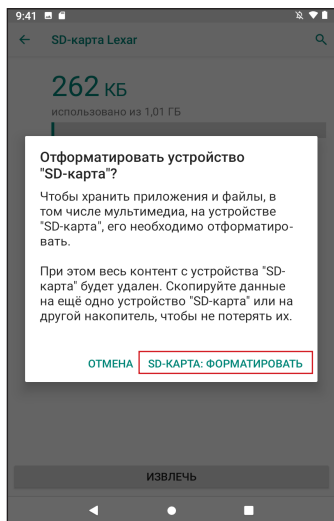 9:41
SD-карта Lexar
262 КБ
использовано из 1,01 ГБ
Отформатировать устройство
"SD-карта"?
Чтобы хранить приложения и файлы, в
том числе мультимедиа, на устройстве
"SD-карта", его необходимо отформатиро-
вать.
При этом весь контент с устройства "SD-
карта" будет удален. Скопируйте данные
на ещё одно устройство "SD-карта" или на
другой накопитель, чтобы не потерять их.
ОТМЕНА SD-КАРТА: ФОРМАТИРОВАТЬ
ИЗВЛЕЧЬ